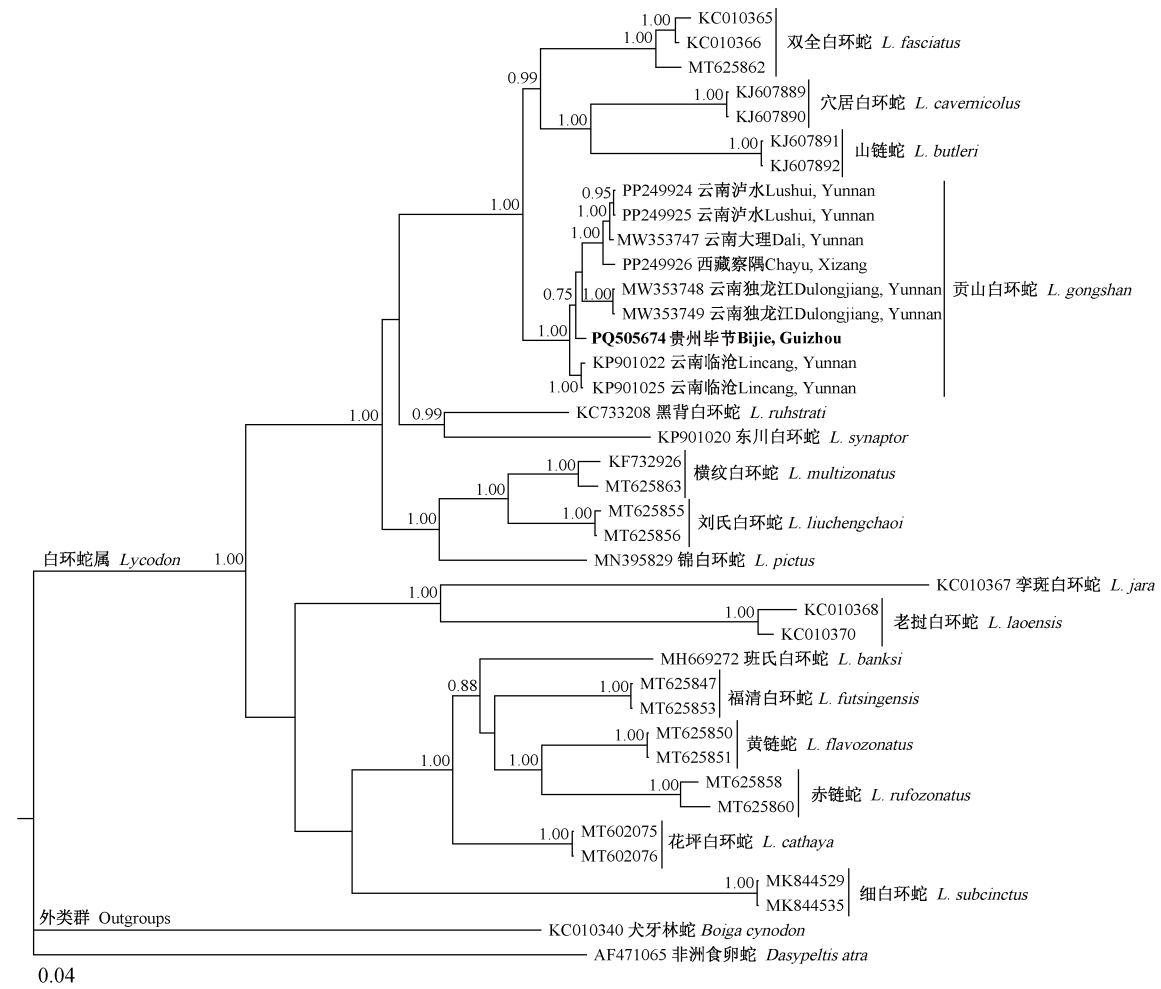 1.00
KC010365
1.00
KC010366
双全白环蛇 L. fasciatus
MT625862
0.99
1.00
KJ607889
穴居白环蛇 L. cavernicolus
KJ607890
1.00
1.00
KJ607891
山链蛇 L. butleri
KJ607892
1.00
0.95
PP249924 云南泸水Lushui, Yunnan
1.00
PP249925 云南泸水Lushui, Yunnan
1.00
MW353747 云南大理Dali, Yunnan
PP249926 西藏察隅Chayu, Xizang
0.75
1.00
MW353748 云南独龙江Dulongjiang, Yunnan
贡山白环蛇 L. gongshan
MW353749 云南独龙江Dulongjiang, Yunnan
1.00
PQ505674 贵州毕节Bijie, Guizhou
KP901022 云南临沧Lincang, Yunnan
1.00
KP901025 云南临沧Lincang, Yunnan
1.00
0.99
KC733208 黑背白环蛇 L. ruhstrati
KP901020 东川白环蛇 L. synaptor
1.00
KF732926
横纹白环蛇 L. multizonatus
MT625863
1.00
1.00
MT625855
刘氏白环蛇 L. liuchengchaoi
MT625856
1.00
MN395829 锦白环蛇 L. pictus
白环蛇属 Lycodon
1.00
KC010367 孪斑白环蛇 L. jara
1.00
1.00
KC010368
老挝白环蛇 L. laoensis
KC010370
MH669272 班氏白环蛇 L. banksi
0.88
1.00
MT625847
福清白环蛇 L. futsingensis
MT625853
1.00
MT625850
黄链蛇 L. flavozonatus
MT625851
1.00
1.00
1.00
MT625858
赤链蛇 L. rufozonatus
MT625860
1.00
MT602075
花坪白环蛇 L. cathaya
MT602076
1.00
MK844529
细白环蛇 L. subcinctus
MK844535
外类群 Outgroups
KC010340 犬牙林蛇 Boiga cynodon
AF471065 非洲食卵蛇 Dasypeltis atra
0.04